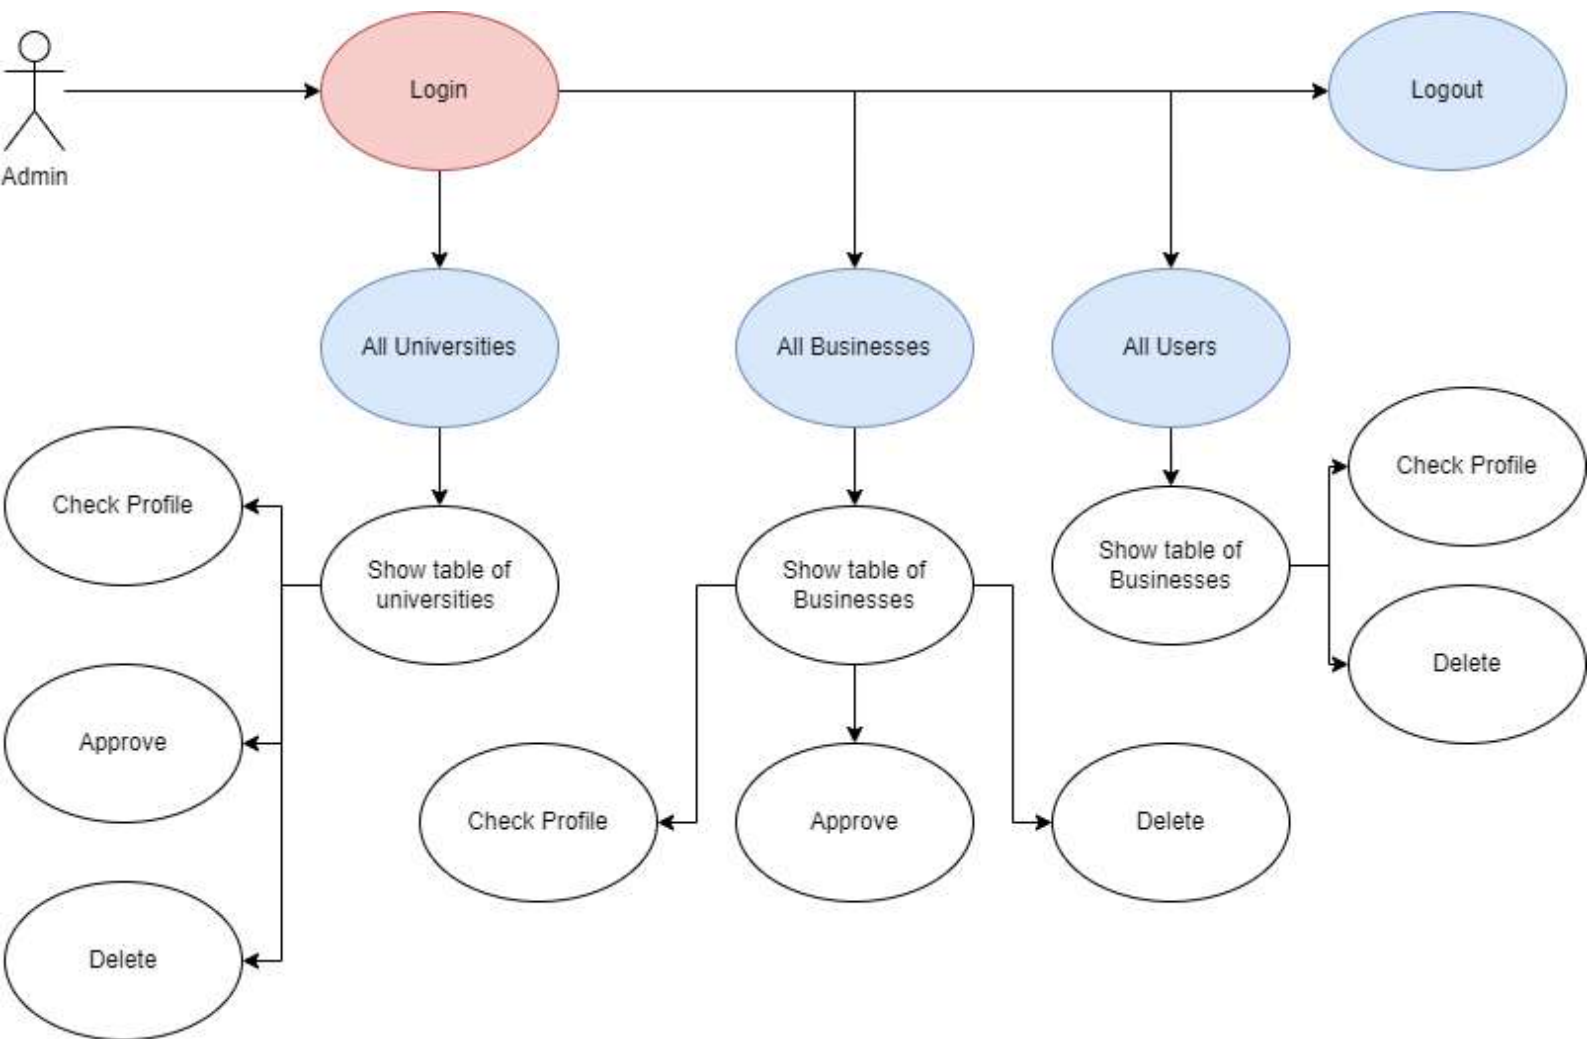 Login
Logout
Admin
All Universities
All Businesses
All Users
Check Profile
Check Profile
Show table of
universities
Show table of
Businesses
Show table of
Businesses
Delete
Approve
Check Profile
Approve
Delete
Delete